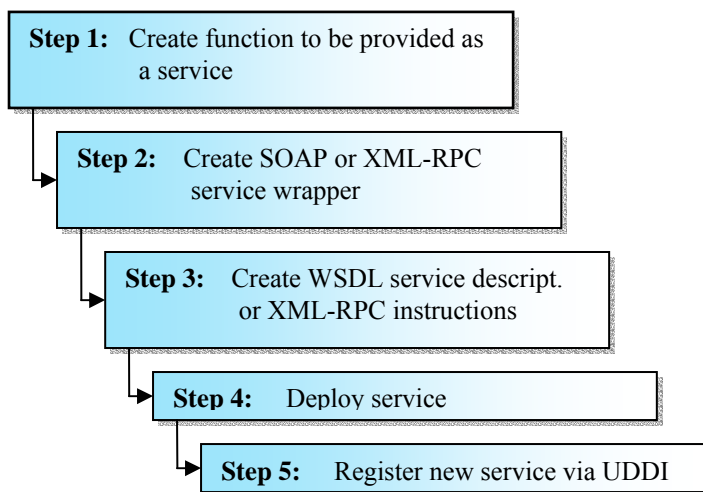 Step 1: Create function to be provided as
a service
Step 2: Create SOAP or XML-RPC
service wrapper
Step 3: Create WSDL service descript.
or XML-RPC instructions
Step 4: Deploy service
Step 5: Register new service via UDDI